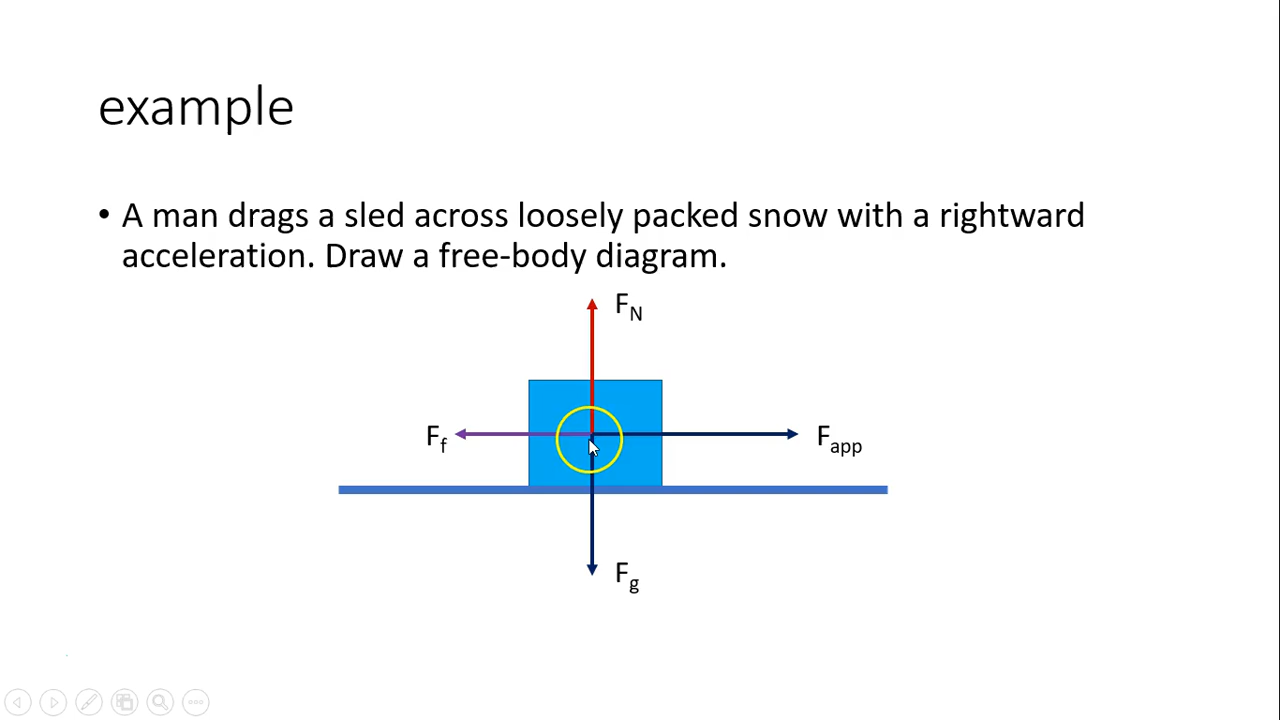 example
• A man drags a sled across loosely packed snow with a rightward
acceleration. Draw a free-body diagram.
F_N
F_f
F_app
F_g